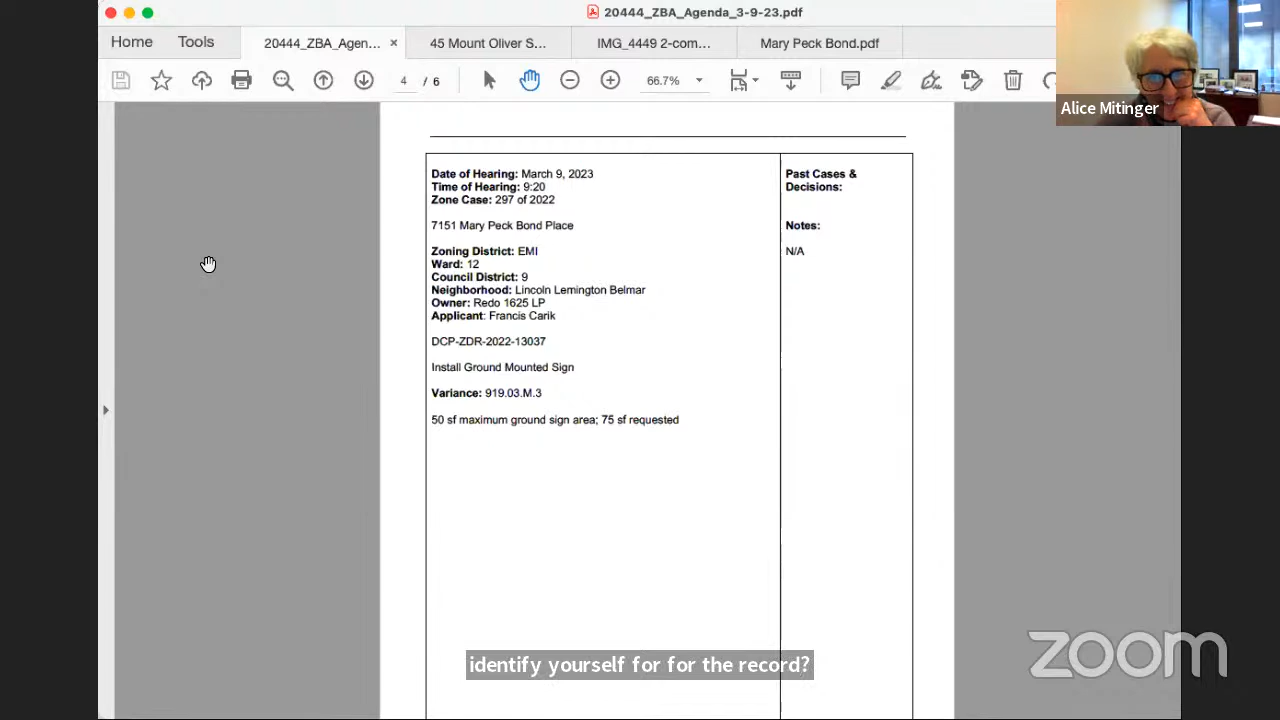 20444_ZBA_Agenda_3-9-23.pdf
Home
Tools
20444_ZBA_Agen... ×
45 Mount Oliver S...
IMG_4449 2-com...
Mary Peck Bond.pdf
4 / 6
66.7%
Alice Mitinger
Date of Hearing: March 9, 2023
Time of Hearing: 9:20
Zone Case: 297 of 2022
7151 Mary Peck Bond Place
Zoning District: EMI
Ward: 12
Council District: 9
Neighborhood: Lincoln Lemington Belmar
Owner: Redo 1625 LP
Applicant: Francis Carik
DCP-ZDR-2022-13037
Install Ground Mounted Sign
Variance: 919.03.M.3
50 sf maximum ground sign area; 75 sf requested
Past Cases &
Decisions:
Notes:
N/A
identify yourself for for the record?
zoom